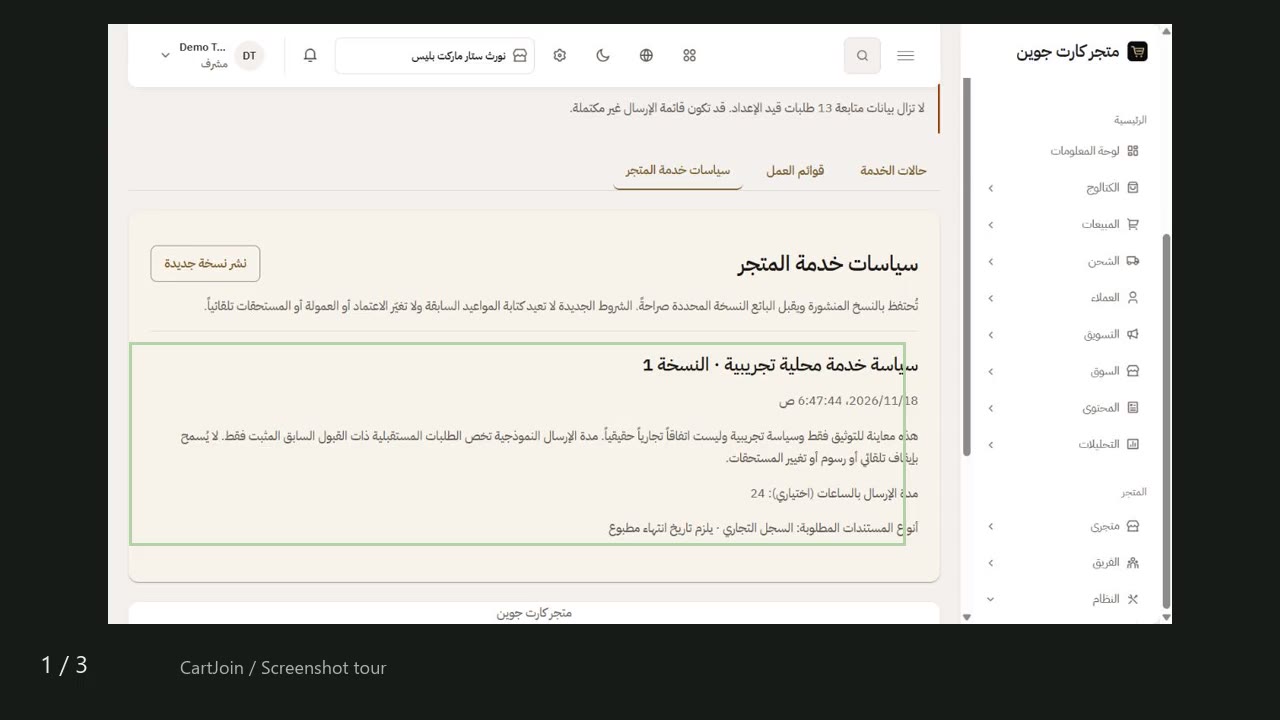 متجر كارت جوين
نورث ستار ماركت بليس
Demo T...
مشرف
DT
الرئيسية
لوحة المعلومات
الكتالوج
المبيعات
الشحن
العملاء
التسويق
السوق
المحتوى
التحليلات
المتجر
متجري
الفريق
النظام
لا تزال بيانات متابعة 13 طلبات قيد الإعداد. قد تكون قائمة الإرسال غير مكتملة.
حالات الخدمة
قوائم العمل
سياسات خدمة المتجر
سياسات خدمة المتجر
نشر نسخة جديدة
تُحتفظ بالنسخ المنشورة ويقبل البائع النسخة المحددة صراحةً. الشروط الجديدة لا تعيد كتابة المواعيد السابقة ولا تغيّر الاعتماد أو العمولة أو المستحقات تلقائياً.
سياسة خدمة محلية تجريبية · النسخة 1
18‏/11‏/2026، 6:47:44 ص
هذه معاينة للتوثيق فقط وسياسة تجريبية وليست اتفاقاً تجارياً حقيقياً. مدة الإرسال النموذجية تخص الطلبات المستقبلية ذات القبول السابق المثبت فقط. لا يُسمح
بإيقاف تلقائي أو رسوم أو تغيير المستحقات.
مدة الإرسال بالساعات (اختياري): 24
أنواع المستندات المطلوبة: السجل التجاري · يلزم تاريخ انتهاء مطبوع
متجر كارت جوين
1 / 3
CartJoin / Screenshot tour